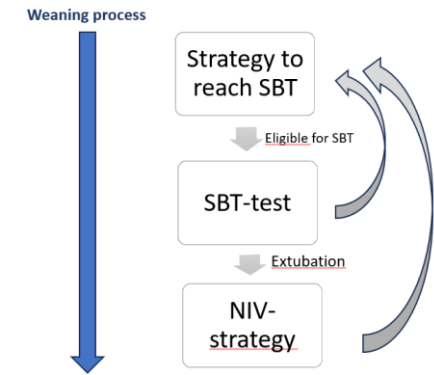 Weaning process
Strategy to
reach SBT
Eligible for SBT
SBT-test
Extubation
NIV-
strategy